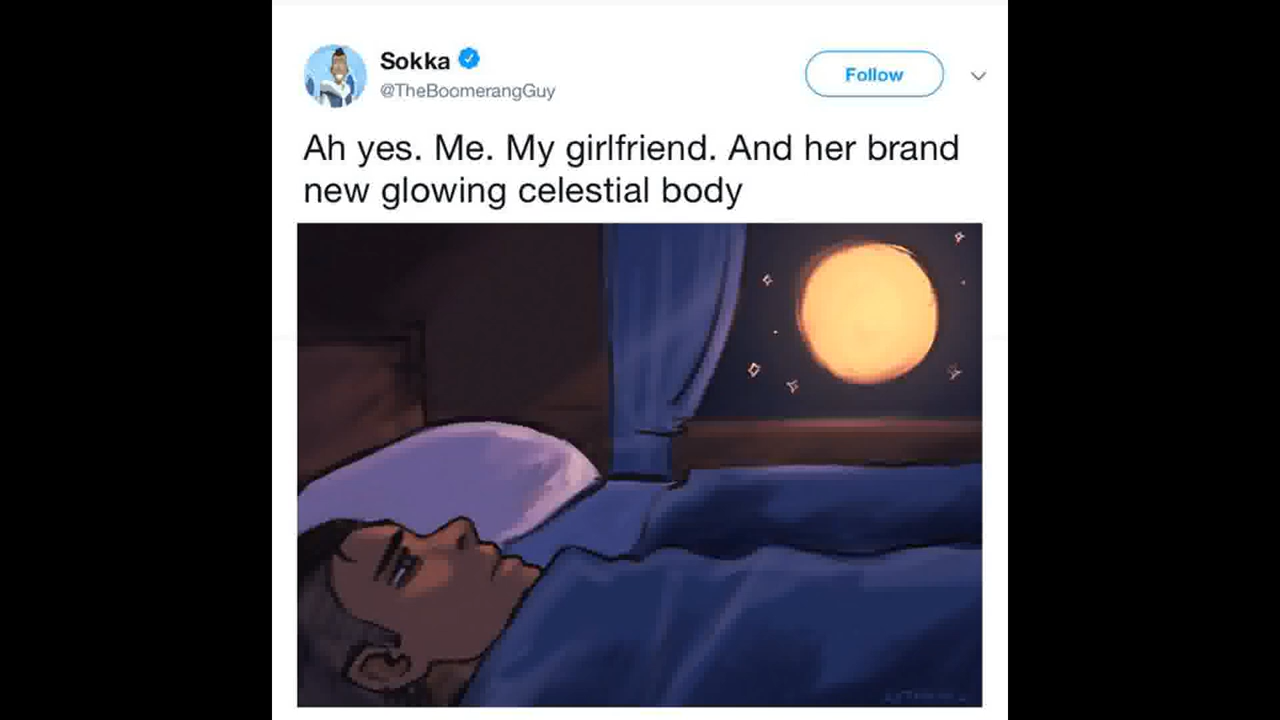 Sokka
@TheBoomerangGuy
Follow
Ah yes. Me. My girlfriend. And her brand
new glowing celestial body